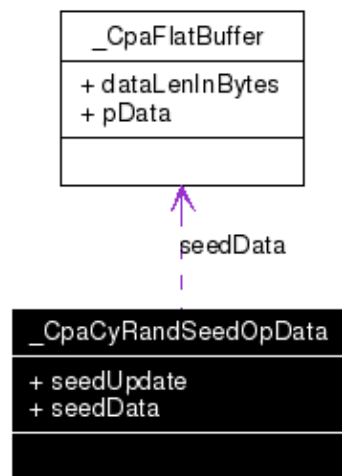 _CpaFlatBuffer
+ dataLenInBytes
+ pData
seedData
_CpaCyRandSeedOpData
+ seedUpdate
+ seedData